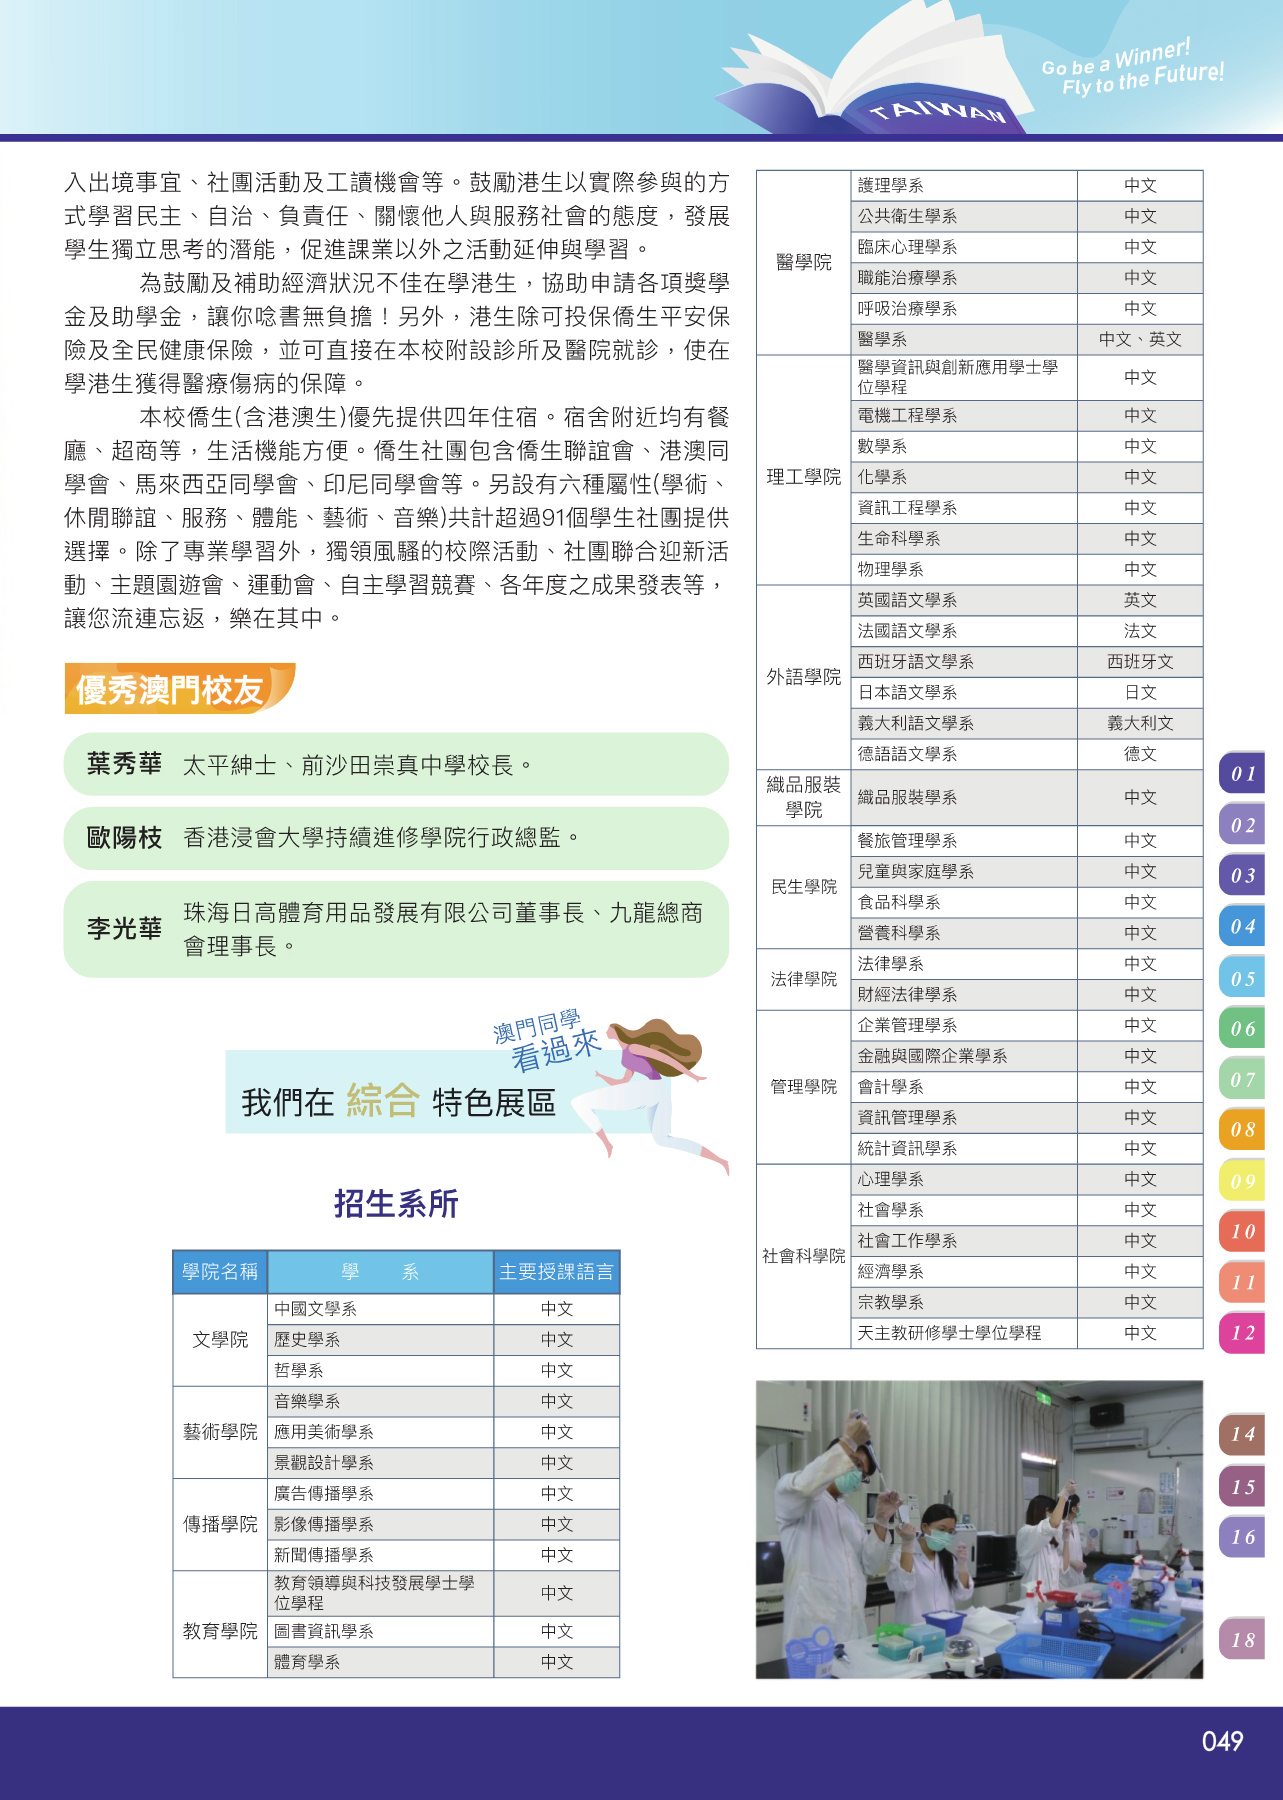 Go be a Winner!
Fly to the Future!
TAIWAN
入出境事宜、社團活動及工讀機會等。鼓勵港生以實際參與的方
式學習民主、自治、負責任、關懷他人與服務社會的態度，發展
學生獨立思考的潛能，促進課業以外之活動延伸與學習。
為鼓勵及補助經濟狀況不佳在學港生，協助申請各項獎學
金及助學金，讓你唸書無負擔！另外，港生除可投保僑生平安保
險及全民健康保險，並可直接在本校附設診所及醫院就診，使在
學港生獲得醫療傷病的保障。
本校僑生(含港澳生)優先提供四年住宿。宿舍附近均有餐
廳、超商等，生活機能方便。僑生社團包含僑生聯誼會、港澳同
學會、馬來西亞同學會、印尼同學會等。另設有六種屬性(學術、
休閒聯誼、服務、體能、藝術、音樂)共計超過91個學生社團提供
選擇。除了專業學習外，獨領風騷的校際活動、社團聯合迎新活
動、主題園遊會、運動會、自主學習競賽、各年度之成果發表等，
讓您流連忘返，樂在其中。
優秀澳門校友
葉秀華 太平紳士、前沙田崇真中學校長。
歐陽枝 香港浸會大學持續進修學院行政總監。
李光華 珠海日高體育用品發展有限公司董事長、九龍總商
會理事長。
澳門同學
看過來
我們在 綜合 特色展區
招生系所
學院名稱 學 系 主要授課語言
文學院
中國文學系 中文
歷史學系 中文
哲學系 中文
藝術學院
音樂學系 中文
應用美術學系 中文
景觀設計學系 中文
傳播學院
廣告傳播學系 中文
影像傳播學系 中文
新聞傳播學系 中文
教育學院
教育領導與科技發展學士學
位學程 中文
圖書資訊學系 中文
體育學系 中文
醫學院
護理學系 中文
公共衛生學系 中文
臨床心理學系 中文
職能治療學系 中文
呼吸治療學系 中文
醫學系 中文、英文
理工學院
醫學資訊與創新應用學士學
位學程 中文
電機工程學系 中文
數學系 中文
化學系 中文
資訊工程學系 中文
生命科學系 中文
物理學系 中文
外語學院
英國語文學系 英文
法國語文學系 法文
西班牙語文學系 西班牙文
日本語文學系 日文
義大利語文學系 義大利文
德語語文學系 德文
織品服裝
學院
織品服裝學系 中文
民生學院
餐旅管理學系 中文
兒童與家庭學系 中文
食品科學系 中文
營養科學系 中文
法律學院
法律學系 中文
財經法律學系 中文
管理學院
企業管理學系 中文
金融與國際企業學系 中文
會計學系 中文
資訊管理學系 中文
統計資訊學系 中文
社會科學院
心理學系 中文
社會學系 中文
社會工作學系 中文
經濟學系 中文
宗教學系 中文
天主教研修學士學位學程 中文
01
02
03
04
05
06
07
08
09
10
11
12
14
15
16
18
049